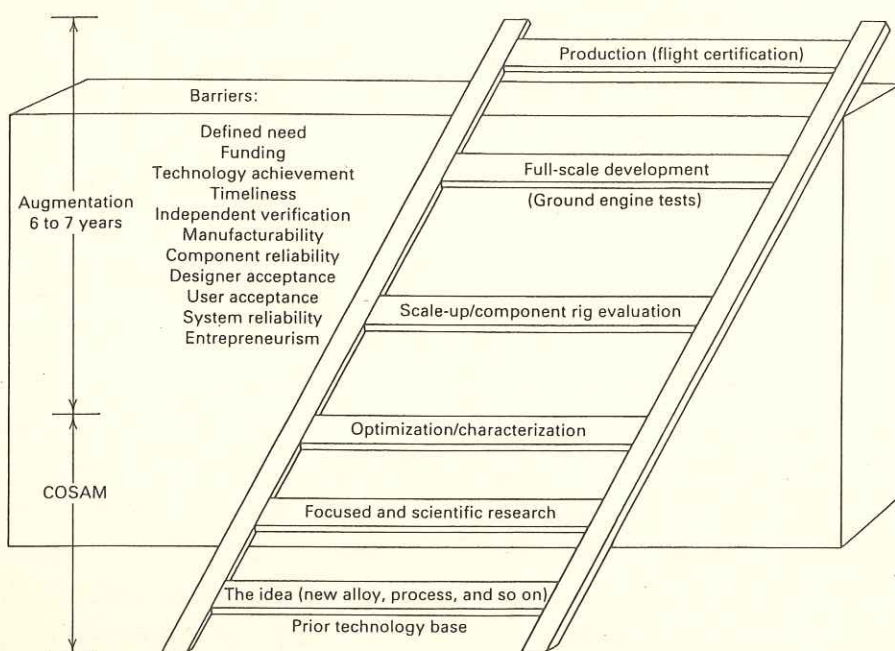 Production (flight certification)
Barriers:
Defined need
Funding
Technology achievement
Timeliness
Independent verification
Manufacturability
Component reliability
Designer acceptance
User acceptance
System reliability
Entrepreneurism
Augmentation
6 to 7 years
Full-scale development
(Ground engine tests)
Scale-up/component rig evaluation
Optimization/characterization
COSAM
Focused and scientific research
The idea (new alloy, process, and so on)
Prior technology base